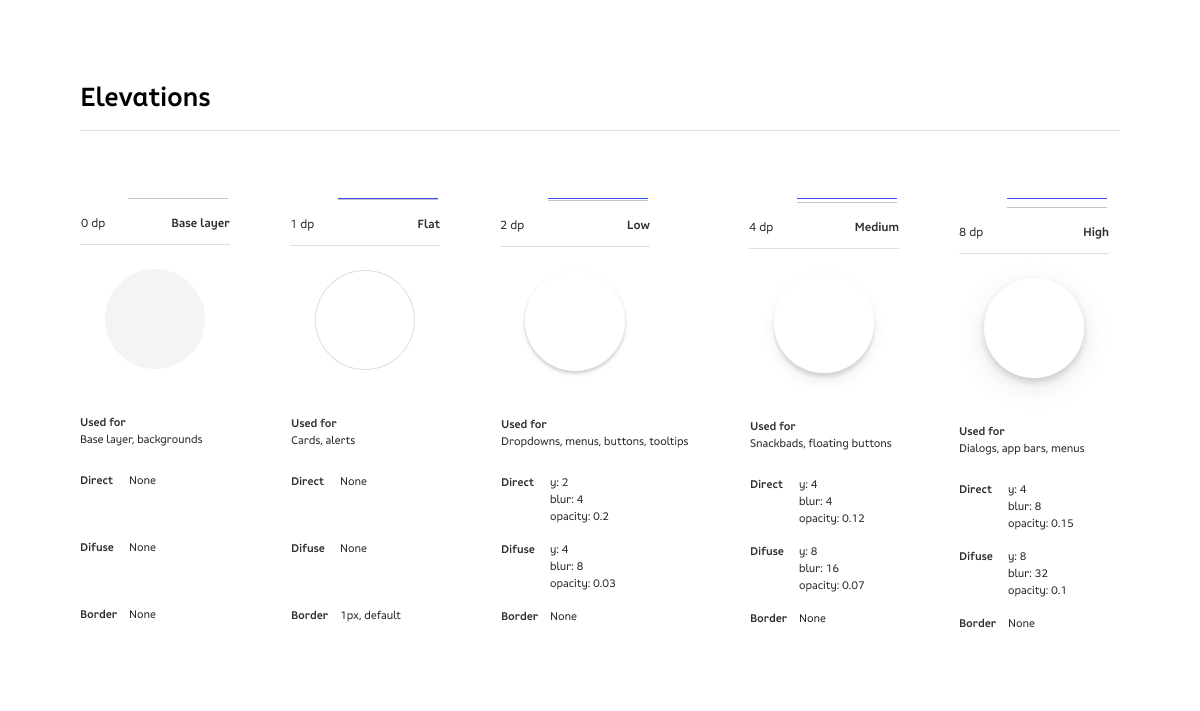 Elevations
0 dp Base layer
Used for
Base layer, backgrounds
Direct None
Difuse None
Border None
1 dp Flat
Used for
Cards, alerts
Direct None
Difuse None
Border 1px, default
2 dp Low
Used for
Dropdowns, menus, buttons, tooltips
Direct y: 2
blur: 4
opacity: 0.2
Difuse y: 4
blur: 8
opacity: 0.03
Border None
4 dp Medium
Used for
Snackbads, floating buttons
Direct y: 4
blur: 4
opacity: 0.12
Difuse y: 8
blur: 16
opacity: 0.07
Border None
8 dp High
Used for
Dialogs, app bars, menus
Direct y: 4
blur: 8
opacity: 0.15
Difuse y: 8
blur: 32
opacity: 0.1
Border None